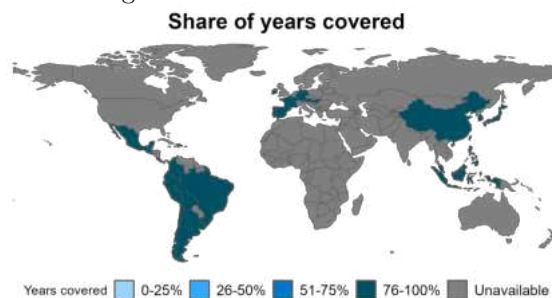 Share of years covered
Years covered 0-25% 26-50% 51-75% 76-100% Unavailable